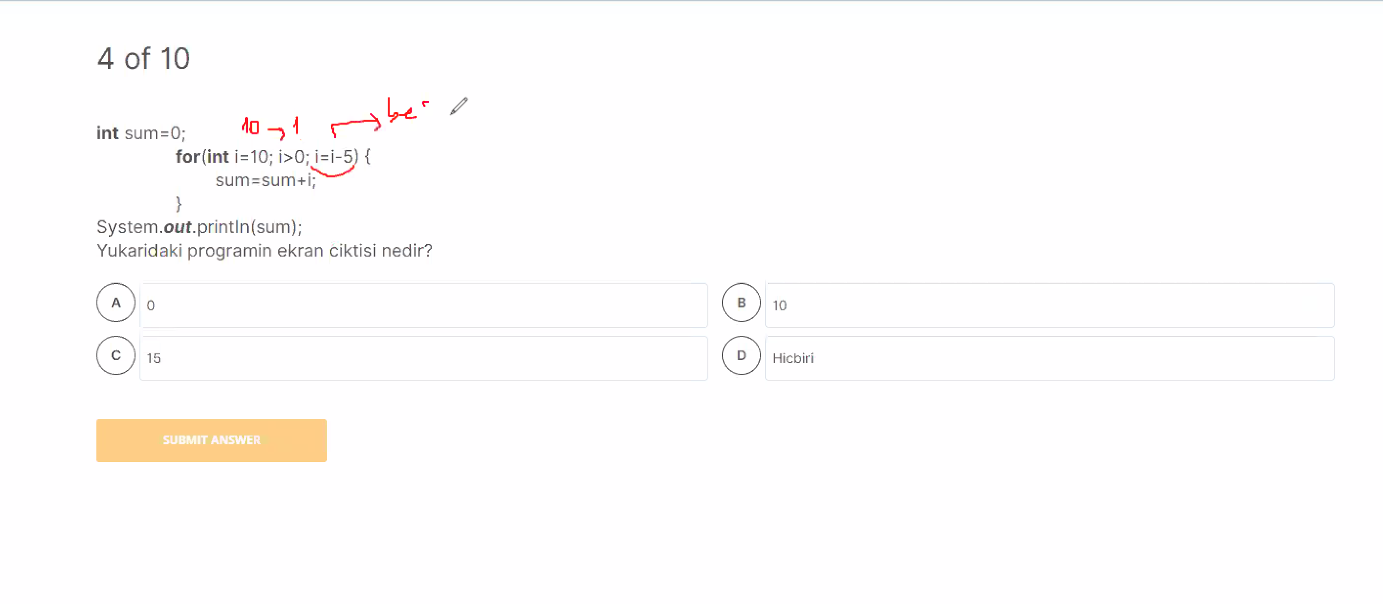 4 of 10
10 → 1
int sum=0;
for(int i=10; i>0; i=i-5) {
sum=sum+i;
}
System.out.println(sum);
Yukaridaki programin ekran ciktisi nedir?
A 0
B 10
C 15
D Hicbiri
SUBMIT ANSWER